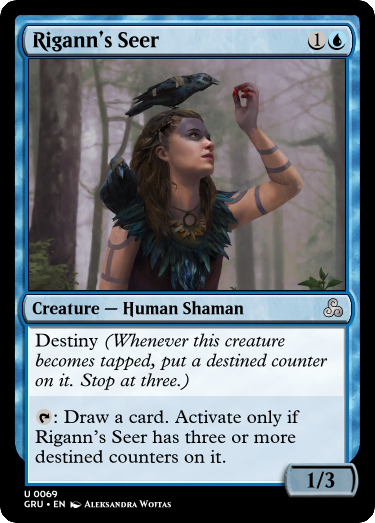 Rigann's Seer 1
Creature — Human Shaman
Destiny (Whenever this creature
becomes tapped, put a destined counter
on it. Stop at three.)
: Draw a card. Activate only if
Rigann's Seer has three or more
destined counters on it.
1/3
U 0069
GRU • EN Aleksandra Wojtas